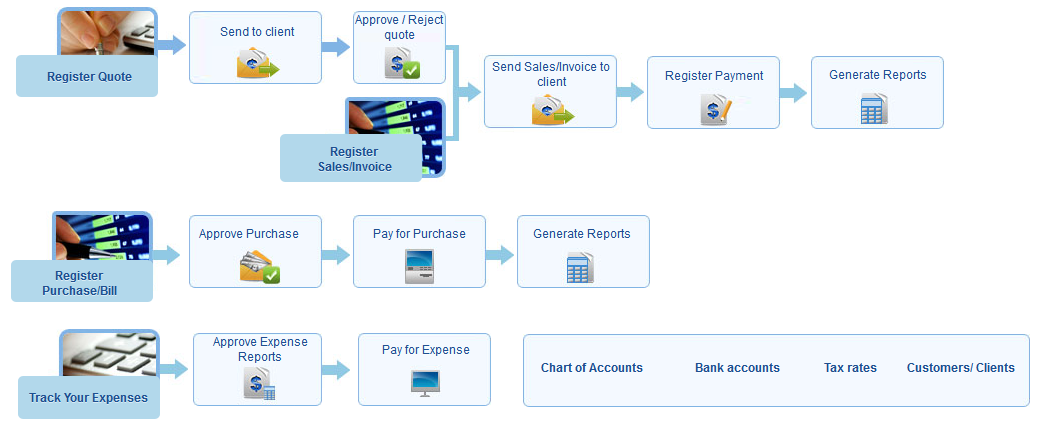 Register Quote
Send to client
Approve / Reject
quote
Register
Sales/Invoice
Send Sales/Invoice to
client
Register Payment
Generate Reports
Register
Purchase/Bill
Approve Purchase
Pay for Purchase
Generate Reports
Track Your Expenses
Approve Expense
Reports
Pay for Expense
Chart of Accounts
Bank accounts
Tax rates
Customers/ Clients